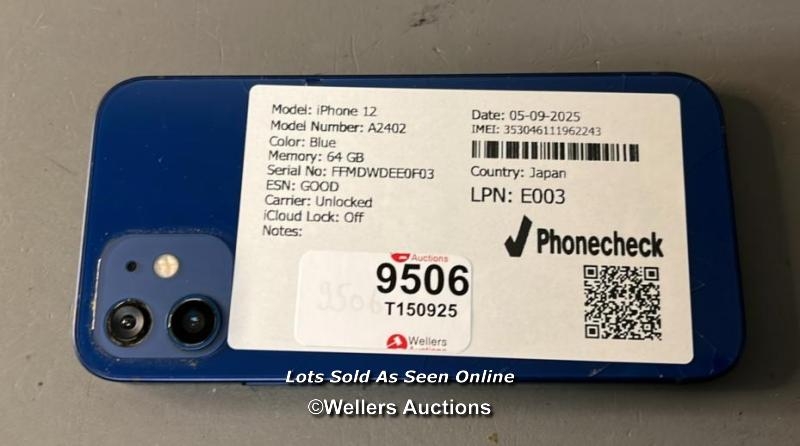 Model: iPhone 12
Model Number: A2402
Color: Blue
Memory: 64 GB
Serial No: FFMDWDEE0F03
ESN: GOOD
Carrier: Unlocked
iCloud Lock: Off
Notes:
Date: 05-09-2025
IMEI: 353046111962243
Country: Japan
LPN: E003
Phonecheck
Auctions
9506
9506
T150925
Wellers
Auctions
Lots Sold As Seen Online
©Wellers Auctions